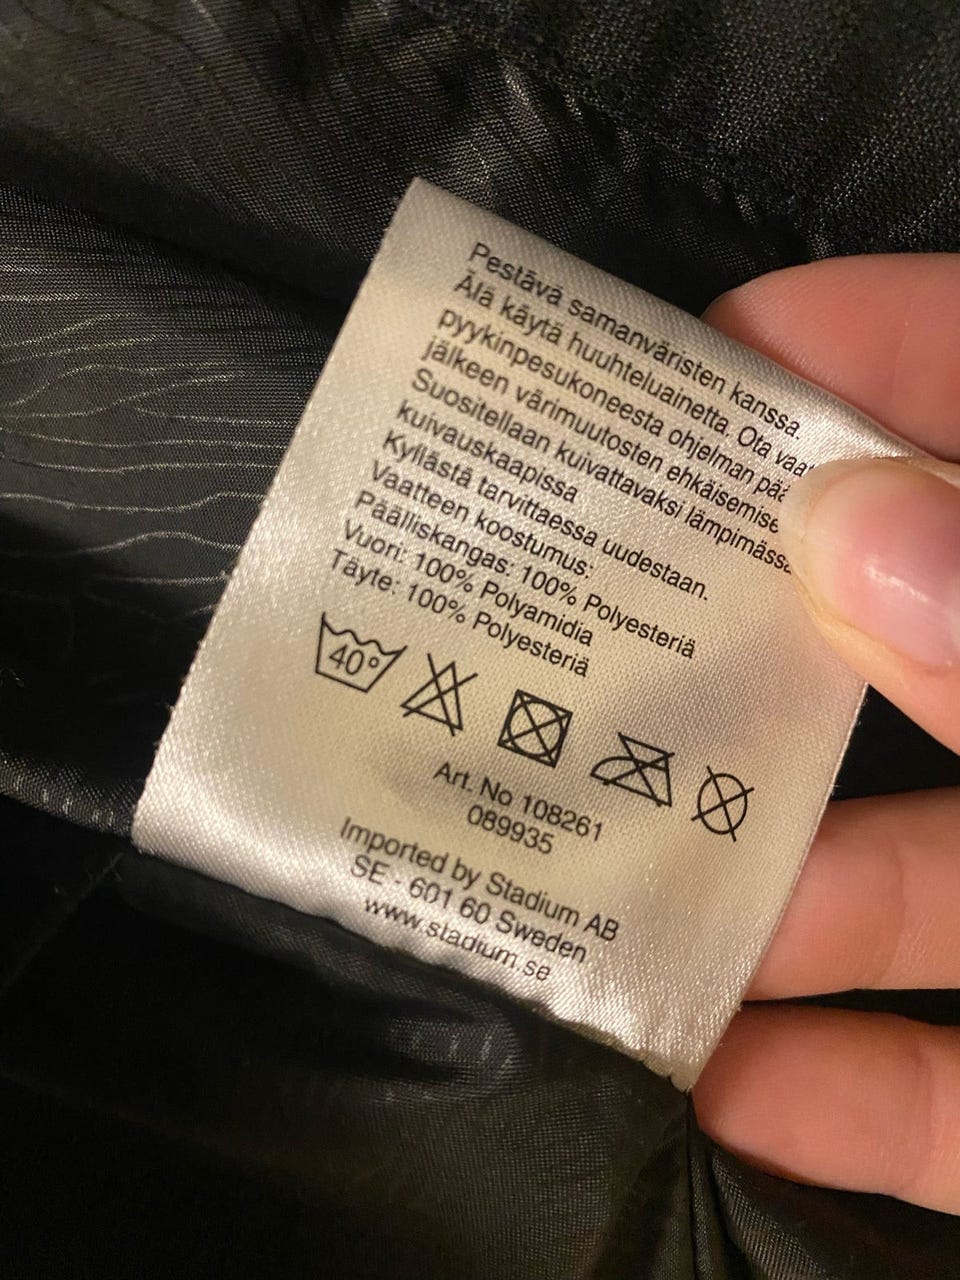 Pestävä samanväristen kanssa.
Älä käytä huuhteluainetta. Ota
pyykinpesukoneesta ohjelman
jälkeen värimuutosten
Suositellaan kuivattavaksi
kuivauskaapissa
Kyllästä tarvittaessa uudestaan.
Vaatteen koostumus:
Päälliskangas: 100% Polyesteriä
Vuori: 100% Polyamidia
Täyte: 100% Polyesteriä
40°
Art. No 108261
089935
Imported by Stadium AB
SE - 601 60 Sweden
www.stadium.se